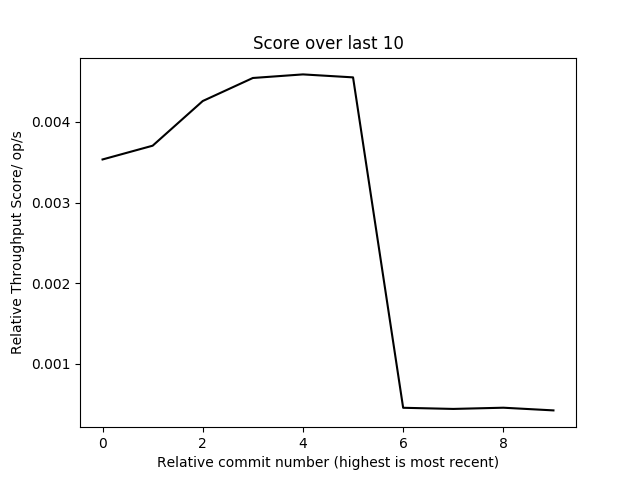 Score over last 10
Relative Throughput Score/ op/s
0.004
0.003
0.002
0.001
0 2 4 6 8
Relative commit number (highest is most recent)